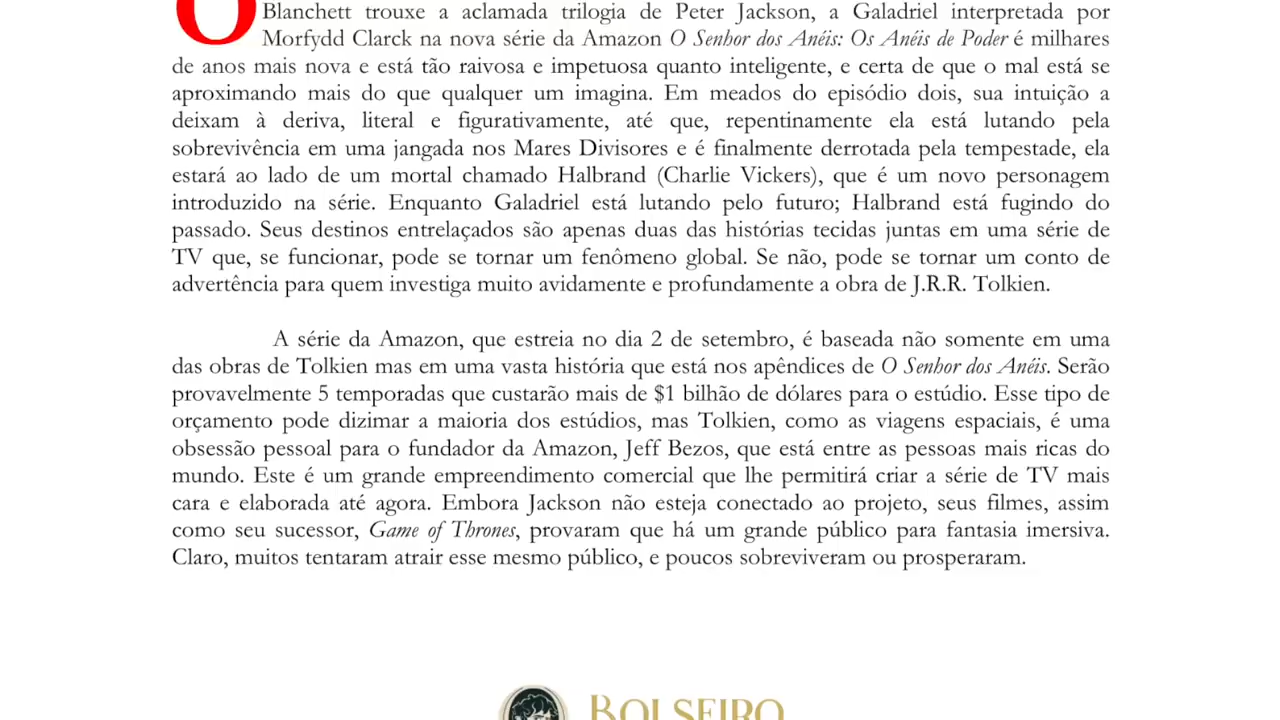 O Blanchett trouxe a aclamada trilogia de Peter Jackson, a Galadriel interpretada por
Morfydd Clarck na nova série da Amazon O Senhor dos Anéis: Os Anéis de Poder é milhares
de anos mais nova e está tão raivosa e impetuosa quanto inteligente, e certa de que o mal está se
aproximando mais do que qualquer um imagina. Em meados do episódio dois, sua intuição a
deixam à deriva, literal e figurativamente, até que, repentinamente ela está lutando pela
sobrevivência em uma jangada nos Mares Divisores e é finalmente derrotada pela tempestade, ela
estará ao lado de um mortal chamado Halbrand (Charlie Vickers), que é um novo personagem
introduzido na série. Enquanto Galadriel está lutando pelo futuro; Halbrand está fugindo do
passado. Seus destinos entrelaçados são apenas duas das histórias tecidas juntas em uma série de
TV que, se funcionar, pode se tornar um fenômeno global. Se não, pode se tornar um conto de
advertência para quem investiga muito avidamente e profundamente a obra de J.R.R. Tolkien.
A série da Amazon, que estreia no dia 2 de setembro, é baseada não somente em uma
das obras de Tolkien mas em uma vasta história que está nos apêndices de O Senhor dos Anéis. Serão
provavelmente 5 temporadas que custarão mais de $1 bilhão de dólares para o estúdio. Esse tipo de
orçamento pode dizimar a maioria dos estúdios, mas Tolkien, como as viagens espaciais, é uma
obsessão pessoal para o fundador da Amazon, Jeff Bezos, que está entre as pessoas mais ricas do
mundo. Este é um grande empreendimento comercial que lhe permitirá criar a série de TV mais
cara e elaborada até agora. Embora Jackson não esteja conectado ao projeto, seus filmes, assim
como seu sucessor, Game of Thrones, provaram que há um grande público para fantasia imersiva.
Claro, muitos tentaram atrair esse mesmo público, e poucos sobreviveram ou prosperaram.
BOLSEIRO